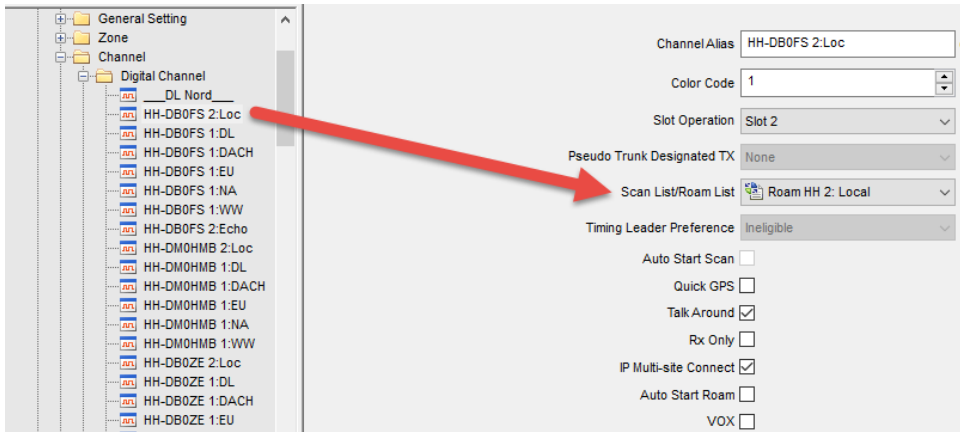 General Setting
Zone
Channel
Digital Channel
___DL Nord___
HH-DB0FS 2:Loc
HH-DB0FS 1:DL
HH-DB0FS 1:DACH
HH-DB0FS 1:EU
HH-DB0FS 1:NA
HH-DB0FS 1:WW
HH-DB0FS 2:Echo
HH-DM0HMB 2:Loc
HH-DM0HMB 1:DL
HH-DM0HMB 1:DACH
HH-DM0HMB 1:EU
HH-DM0HMB 1:NA
HH-DM0HMB 1:WW
HH-DB0ZE 2:Loc
HH-DB0ZE 1:DL
HH-DB0ZE 1:DACH
HH-DB0ZE 1:EU
Channel Alias HH-DB0FS 2:Loc
Color Code 1
Slot Operation Slot 2
Pseudo Trunk Designated TX None
Scan List/Roam List Roam HH 2: Local
Timing Leader Preference Ineligible
Auto Start Scan
Quick GPS
Talk Around
Rx Only
IP Multi-site Connect
Auto Start Roam
VOX